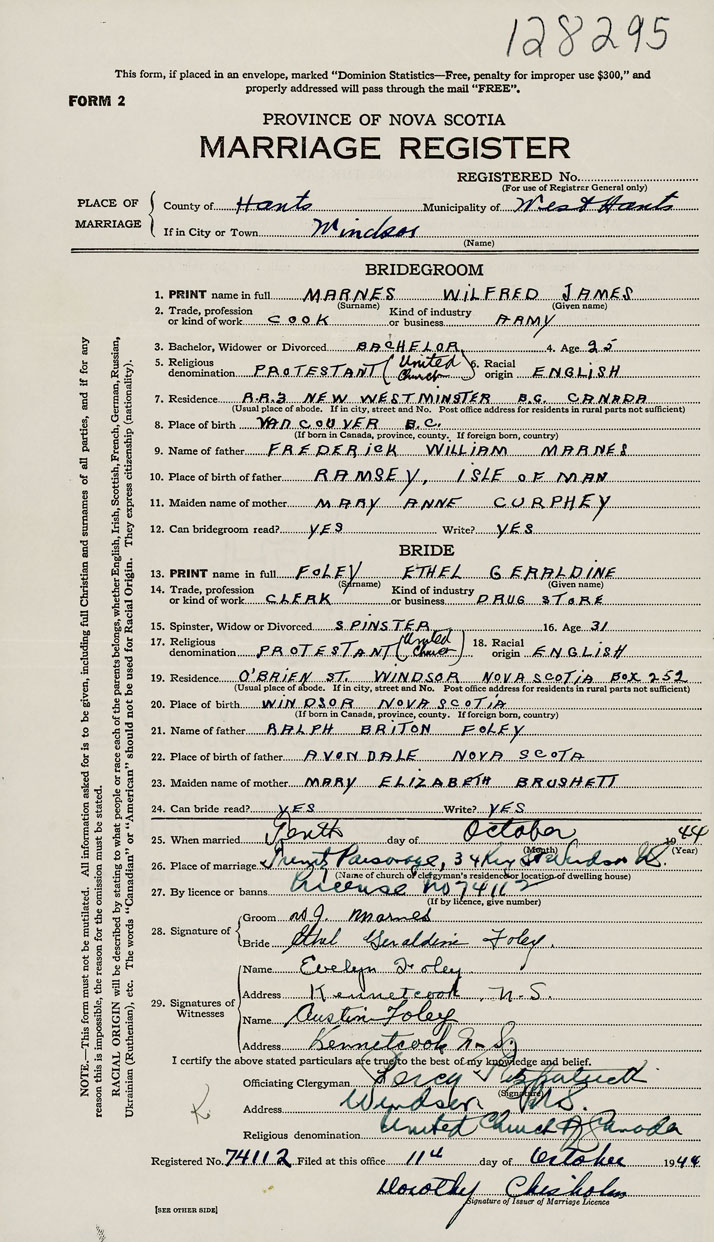 128295
This form, if placed in an envelope, marked "Dominion Statistics—Free, penalty for improper use $300," and
properly addressed will pass through the mail "FREE".
FORM 2
PROVINCE OF NOVA SCOTIA
MARRIAGE REGISTER
REGISTERED No.
(For use of Registrar General only)
PLACE OF MARRIAGE
County of Hants Municipality of West Hants
If in City or Town Windsor
(Name)
BRIDEGROOM
1. PRINT name in full MARNES WILFRED JAMES
(Surname) (Given name)
2. Trade, profession or kind of work COOK Kind of industry or business ARMY
3. Bachelor, Widower or Divorced BACHELOR 4. Age 25
5. Religious denomination PROTESTANT (United Church) 6. Racial origin ENGLISH
7. Residence R.R.3 NEW WESTMINSTER B.C. CANADA
(Usual place of abode. If in city, street and No. Post office address for residents in rural parts not sufficient)
8. Place of birth VANCOUVER B.C.
(If born in Canada, province, county. If foreign born, country)
9. Name of father FREDERICK WILLIAM MARNES
10. Place of birth of father RAMSEY, ISLE OF MAN
11. Maiden name of mother MARY ANNE CURPHEY
12. Can bridegroom read? YES Write? YES
BRIDE
13. PRINT name in full FOLEY ETHEL GERALDINE
(Surname) (Given name)
14. Trade, profession or kind of work CLERK Kind of industry or business DRUG STORE
15. Spinster, Widow or Divorced SPINSTER 16. Age 31
17. Religious denomination PROTESTANT (United Church) 18. Racial origin ENGLISH
19. Residence O'BRIEN ST. WINDSOR NOVA SCOTIA BOX 252
(Usual place of abode. If in city, street and No. Post office address for residents in rural parts not sufficient)
20. Place of birth WINDSOR NOVA SCOTIA
(If born in Canada, province, county. If foreign born, country)
21. Name of father RALPH BRITON FOLEY
22. Place of birth of father AVONDALE NOVA SCOTA
23. Maiden name of mother MARY ELIZABETH BRUSHETT
24. Can bride read? YES Write? YES
25. When married Tenth day of October 1944
(Month) (Year)
26. Place of marriage Parsonage, 34 King St Windsor N.S.
(Name of church or clergyman's residence or location of dwelling house)
27. By licence or banns License No 74112
(If by licence, give number)
28. Signature of
Groom W.J. Marnes
Bride Ethel Geraldine Foley.
29. Signatures of Witnesses
Name Evelyn Foley
Address Kennetcook, N.S.
Name Austin Foley
Address Kennetcook N.S.
I certify the above stated particulars are true to the best of my knowledge and belief.
Officiating Clergyman Percy Fitzpatrick
(Signature)
Address Windsor N.S.
Religious denomination United Church of Canada
Registered No. 74112 Filed at this office 11th day of October 1944
Dorothy Chisholm
Signature of Issuer of Marriage Licence
[SEE OTHER SIDE]
NOTE.—This form must not be mutilated. All information asked for is to be given, including full Christian and surnames of all parties, and if for any
reason this is impossible, the reason for the omission must be stated.
RACIAL ORIGIN will be described by stating to what people or race each of the parents belongs, whether English, Irish, Scottish, French, German, Russian,
Ukrainian (Ruthenian), etc. The words "Canadian" or "American" should not be used for Racial Origin. They express citizenship (nationality).